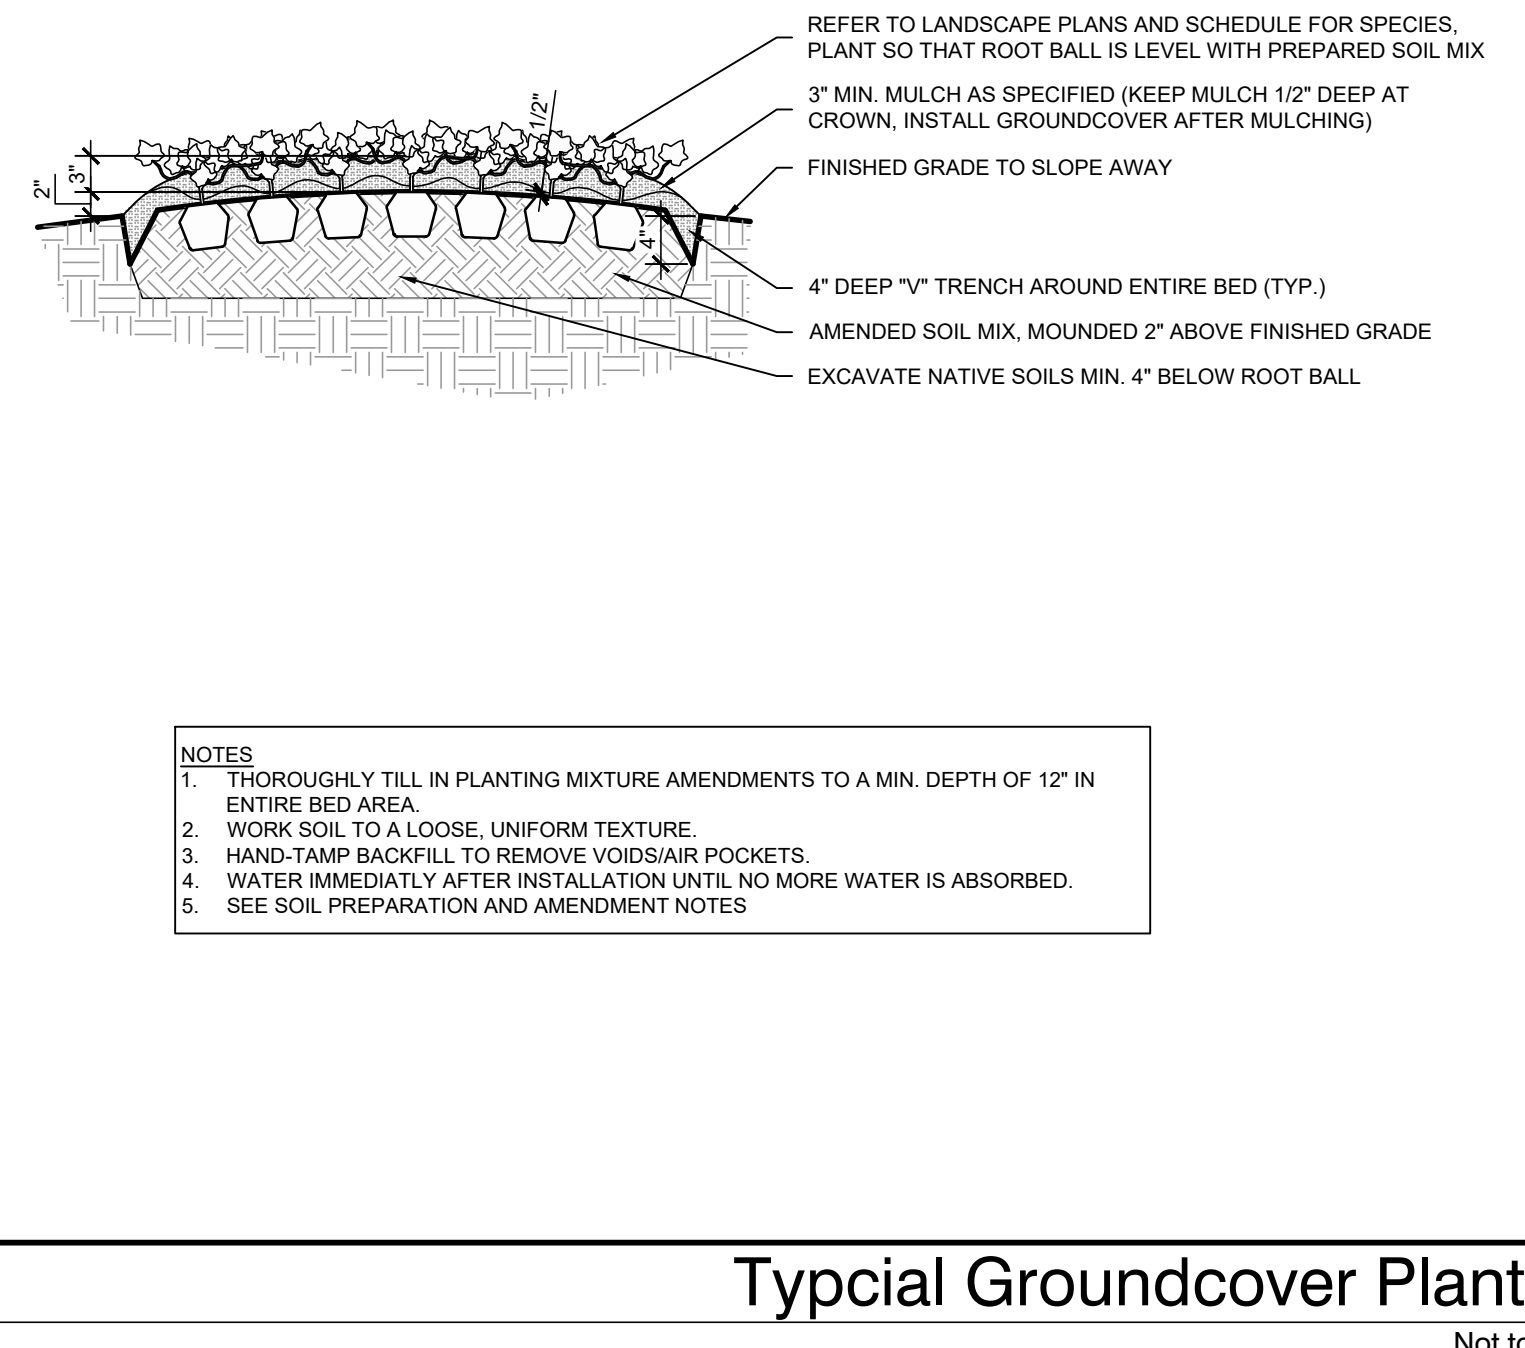 REFER TO LANDSCAPE PLANS AND SCHEDULE FOR SPECIES,
PLANT SO THAT ROOT BALL IS LEVEL WITH PREPARED SOIL MIX
3" MIN. MULCH AS SPECIFIED (KEEP MULCH 1/2" DEEP AT
CROWN, INSTALL GROUNDCOVER AFTER MULCHING)
FINISHED GRADE TO SLOPE AWAY
1/2"
3"
2"
4"
4" DEEP "V" TRENCH AROUND ENTIRE BED (TYP.)
AMENDED SOIL MIX, MOUNDED 2" ABOVE FINISHED GRADE
EXCAVATE NATIVE SOILS MIN. 4" BELOW ROOT BALL
NOTES
1. THOROUGHLY TILL IN PLANTING MIXTURE AMENDMENTS TO A MIN. DEPTH OF 12" IN
ENTIRE BED AREA.
2. WORK SOIL TO A LOOSE, UNIFORM TEXTURE.
3. HAND-TAMP BACKFILL TO REMOVE VOIDS/AIR POCKETS.
4. WATER IMMEDIATLY AFTER INSTALLATION UNTIL NO MORE WATER IS ABSORBED.
5. SEE SOIL PREPARATION AND AMENDMENT NOTES
Typcial Groundcover Plant
Not to